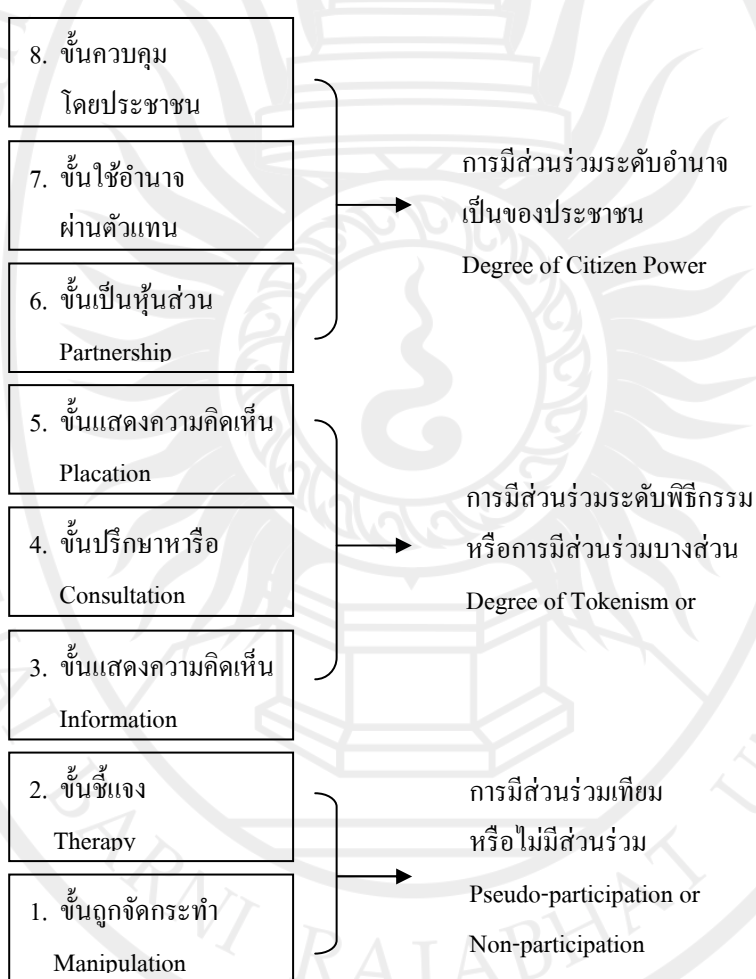 8. ขั้นควบคุม
โดยประชาชน
7. ขั้นใช้อำนาจ
ผ่านตัวแทน
6. ขั้นเป็นหุ้นส่วน
Partnership
การมีส่วนร่วมระดับอำนาจ
เป็นของประชาชน
Degree of Citizen Power
5. ขั้นแสดงความคิดเห็น
Placation
4. ขั้นปรึกษาหารือ
Consultation
3. ขั้นแสดงความคิดเห็น
Information
การมีส่วนร่วมระดับพิธีกรรม
หรือการมีส่วนร่วมบางส่วน
Degree of Tokenism or
2. ขั้นชี้แจง
Therapy
1. ขั้นถูกจัดกระทำ
Manipulation
การมีส่วนร่วมเทียม
หรือไม่มีส่วนร่วม
Pseudo-participation or
Non-participation